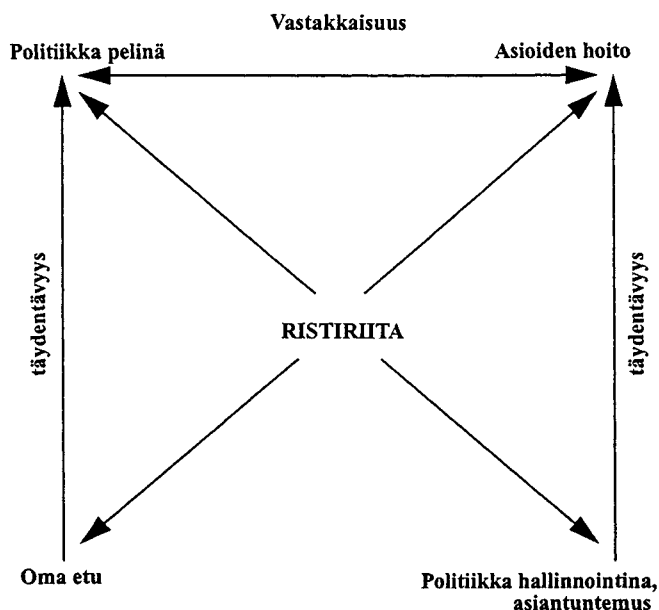 Vastakkaisuus
Politiikka pelinä
Asioiden hoito
täydentävyys
täydentävyys
RISTIRIITA
Oma etu
Politiikka hallinnointina,
asiantuntemus